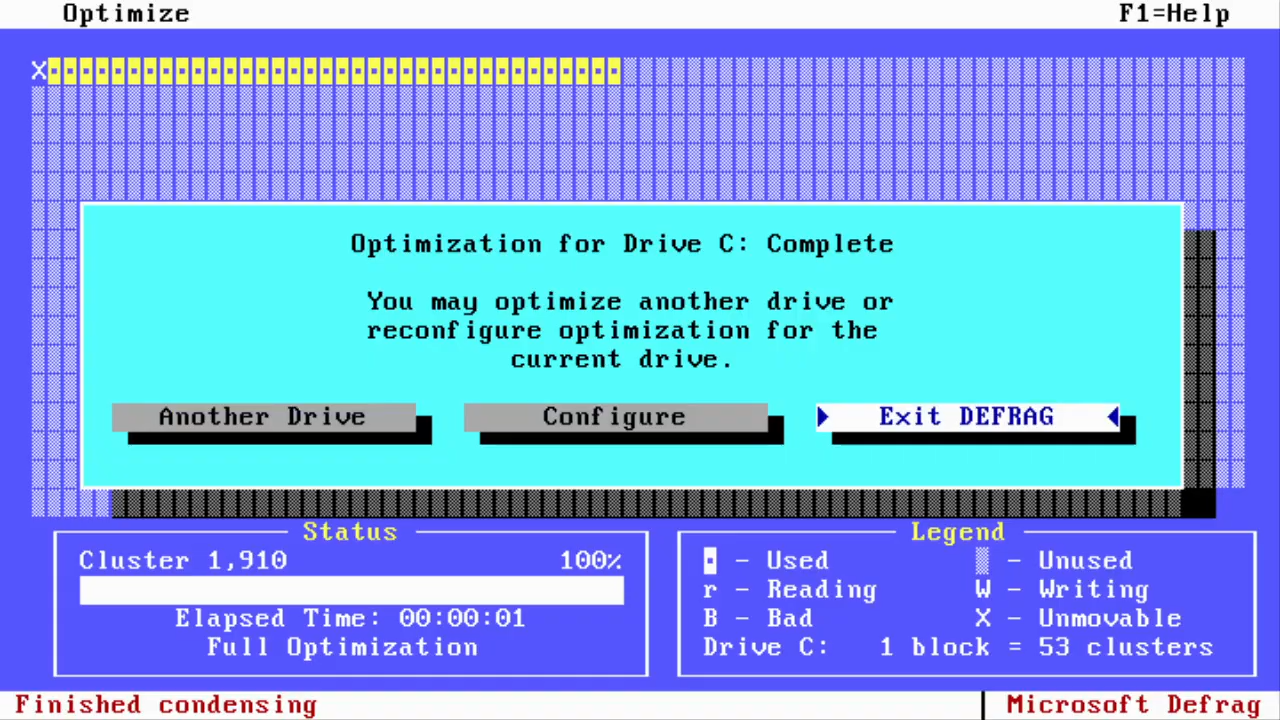 Optimize F1=Help
X
Optimization for Drive C: Complete
You may optimize another drive or
reconfigure optimization for the
current drive.
Another Drive Configure Exit DEFRAG
Status
Cluster 1,910 100%
Elapsed Time: 00:00:01
Full Optimization
Legend
- Used - Unused
r - Reading W - Writing
B - Bad X - Unmovable
Drive C: 1 block = 53 clusters
Finished condensing Microsoft Defrag